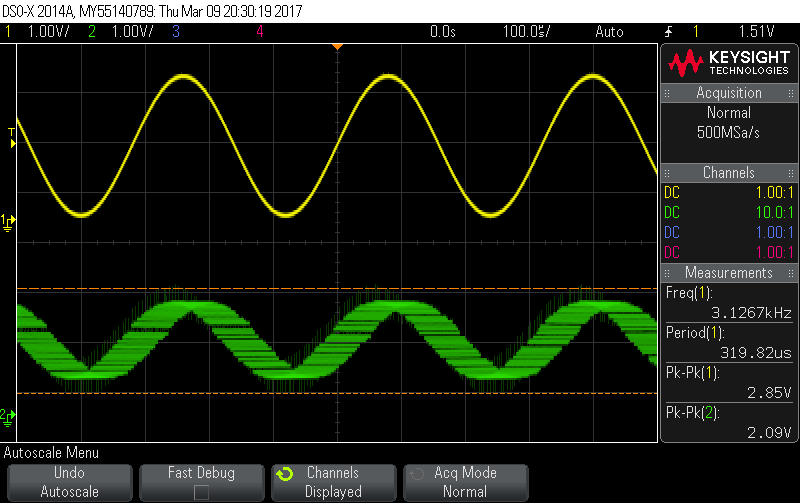 DSO-X 2014A, MY55140789: Thu Mar 09 20:30:19 2017
1 1.00V/ 2 1.00V/ 3 4 0.0s 100.0us/ Auto 1 1.51V
KEYSIGHT
TECHNOLOGIES
Acquisition
Normal
500MSa/s
Channels
DC 1.00:1
DC 10.0:1
DC 1.00:1
DC 1.00:1
Measurements
Freq(1):
3.1267kHz
Period(1):
319.82us
Pk-Pk(1):
2.85V
Pk-Pk(2):
2.09V
T
1
2
Autoscale Menu
Undo
Autoscale
Fast Debug
Channels
Displayed
Acq Mode
Normal